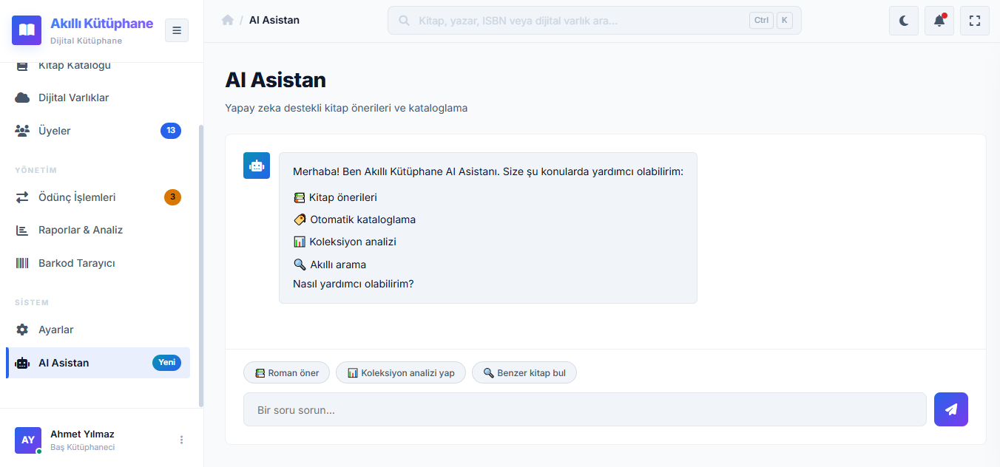 Akıllı Kütüphane
Dijital Kütüphane
Kitap Kataloğu
Dijital Varlıklar
Üyeler
13
YÖNETİM
Ödünç İşlemleri
3
Raporlar & Analiz
Barkod Tarayıcı
SİSTEM
Ayarlar
AI Asistan
Yeni
AY
Ahmet Yılmaz
Baş Kütüphaneci
/ AI Asistan
Kitap, yazar, ISBN veya dijital varlık ara...
Ctrl K
AI Asistan
Yapay zeka destekli kitap önerileri ve kataloglama
Merhaba! Ben Akıllı Kütüphane AI Asistanı. Size şu konularda yardımcı olabilirim:
📚 Kitap önerileri
🏷️ Otomatik kataloglama
📊 Koleksiyon analizi
🔍 Akıllı arama
Nasıl yardımcı olabilirim?
📚 Roman öner
📊 Koleksiyon analizi yap
🔍 Benzer kitap bul
Bir soru sorun...